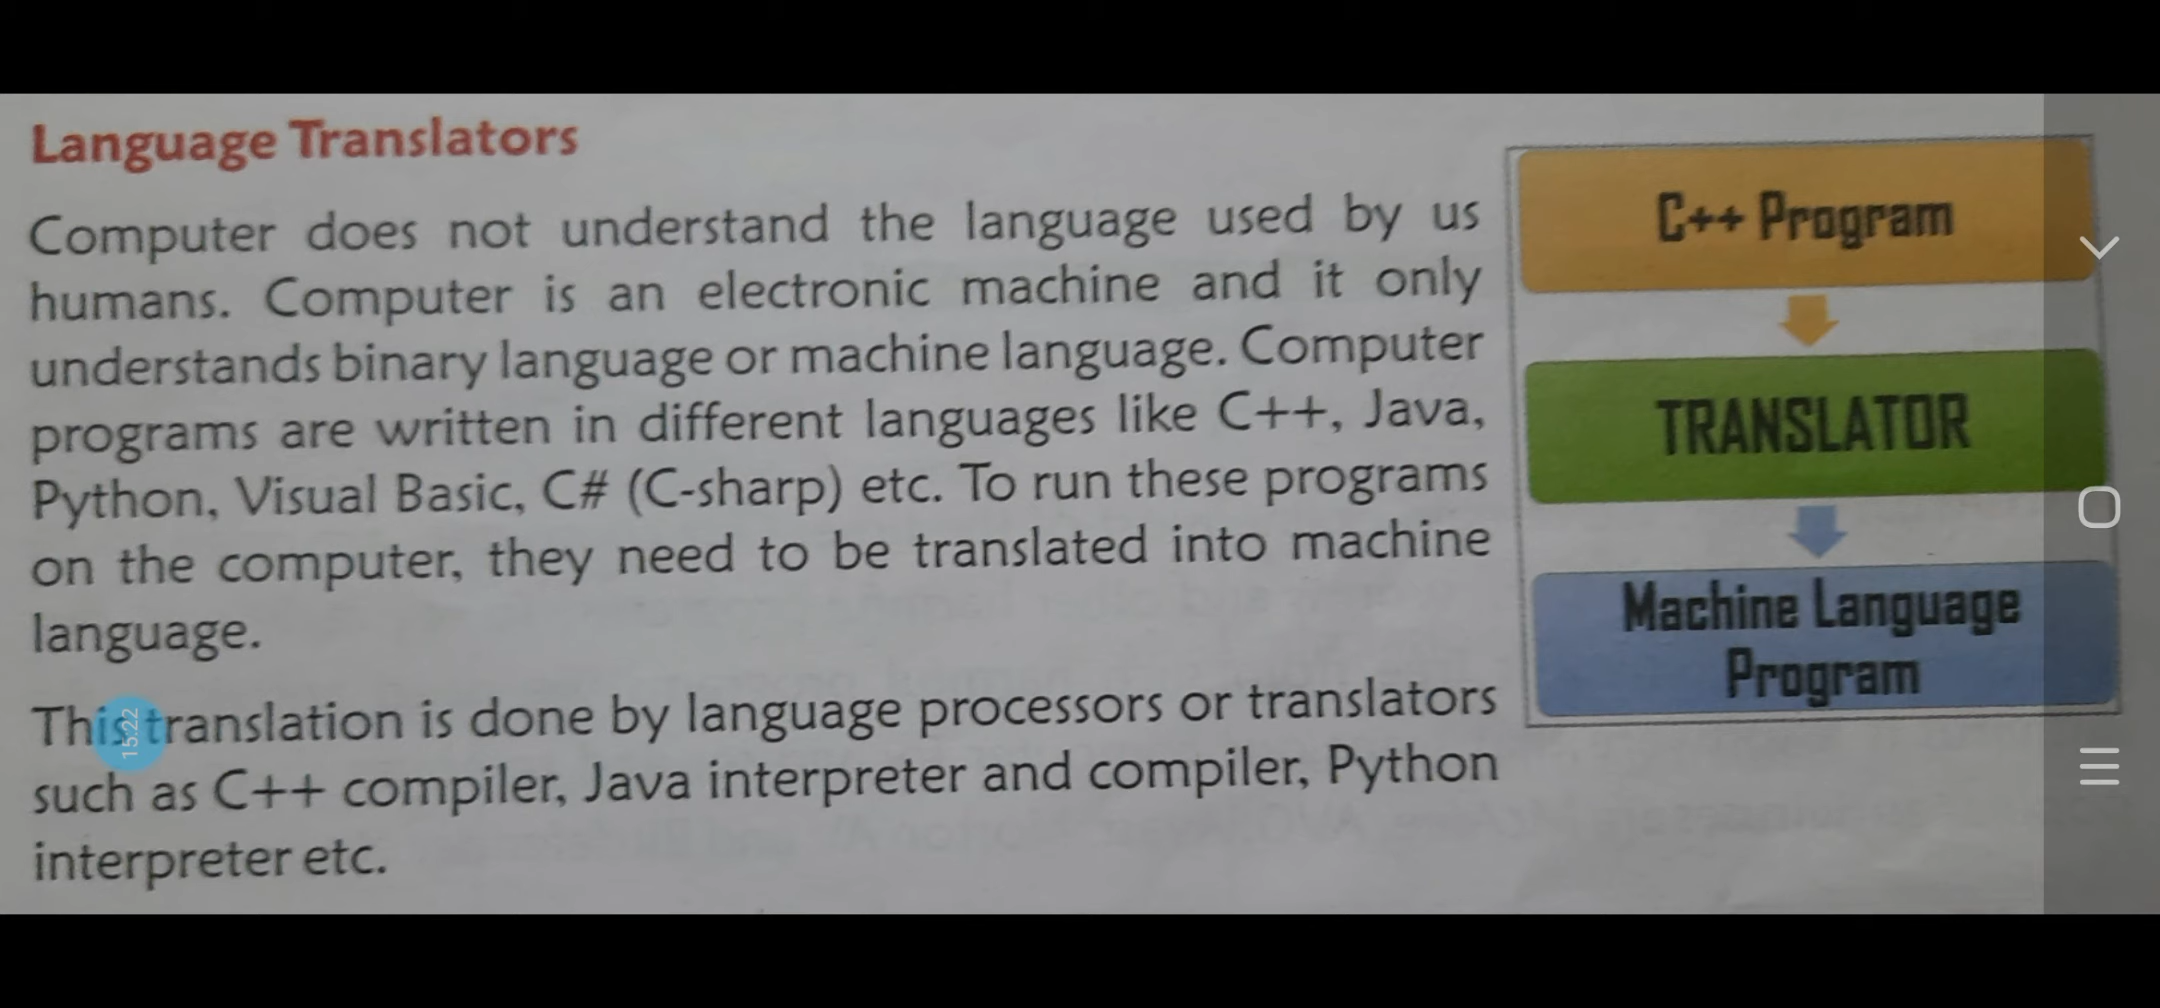 Language Translators
Computer does not understand the language used by us
humans. Computer is an electronic machine and it only
understands binary language or machine language. Computer
programs are written in different languages like C++, Java,
Python, Visual Basic, C# (C-sharp) etc. To run these programs
on the computer, they need to be translated into machine
language.
This translation is done by language processors or translators
such as C++ compiler, Java interpreter and compiler, Python
interpreter etc.
15:22
C++ Program
TRANSLATOR
Machine Language
Program